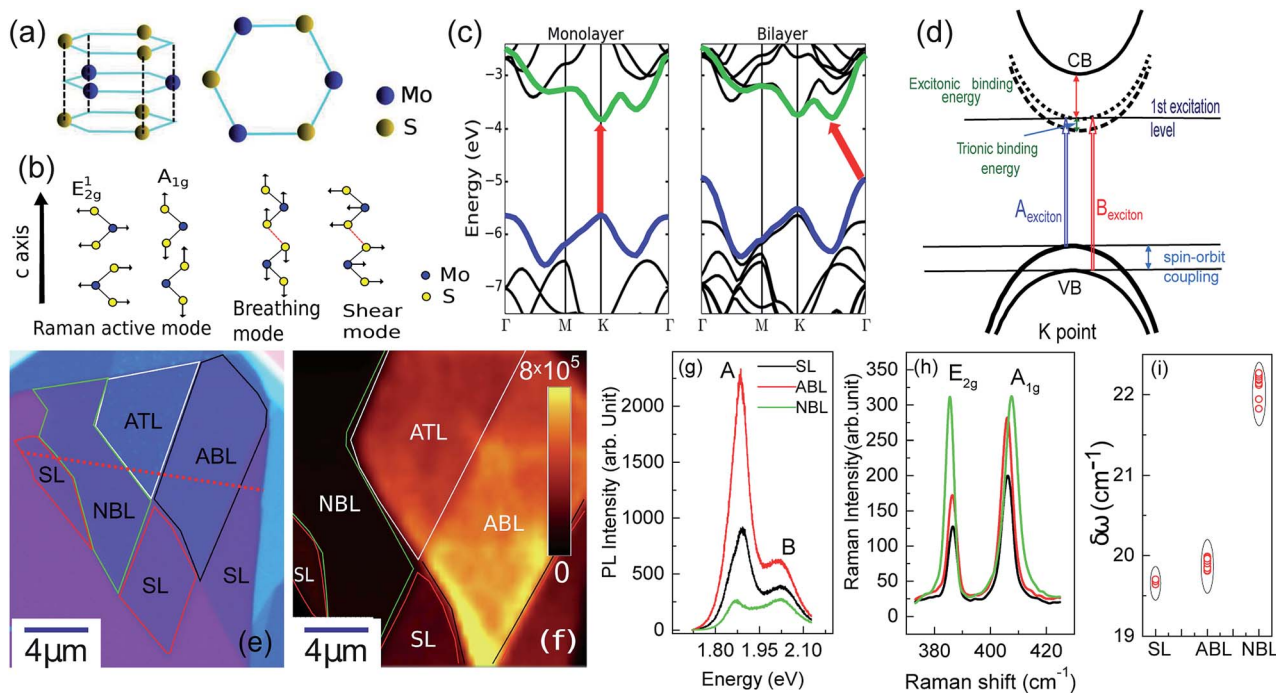 (a)
Mo
S
(b)
c axis
E¹2g
A1g
Mo
S
Raman active mode
Breathing
mode
Shear
mode
(c)
Monolayer
Bilayer
Energy (eV)
−3
−4
−5
−6
−7
Γ M K Γ
Γ M K Γ
(d)
CB
Excitonic binding
energy
1st excitation
level
Trionic binding
energy
Aexciton
Bexciton
spin-orbit
coupling
VB
K point
ATL
ABL
SL
NBL
SL
SL
4µm
(e)
8×10⁵
0
ATL
NBL
ABL
SL
SL
4µm
(f)
(g)
A
B
SL
ABL
NBL
PL Intensity (arb. Unit)
2000
1500
1000
500
0
1.80 1.95 2.10
Energy (eV)
(h)
E2g
A1g
Raman Intensity(arb.unit)
350
300
250
200
150
100
50
0
380 400 420
Raman shift (cm⁻¹)
(i)
δω (cm⁻¹)
22
21
20
19
SL ABL NBL